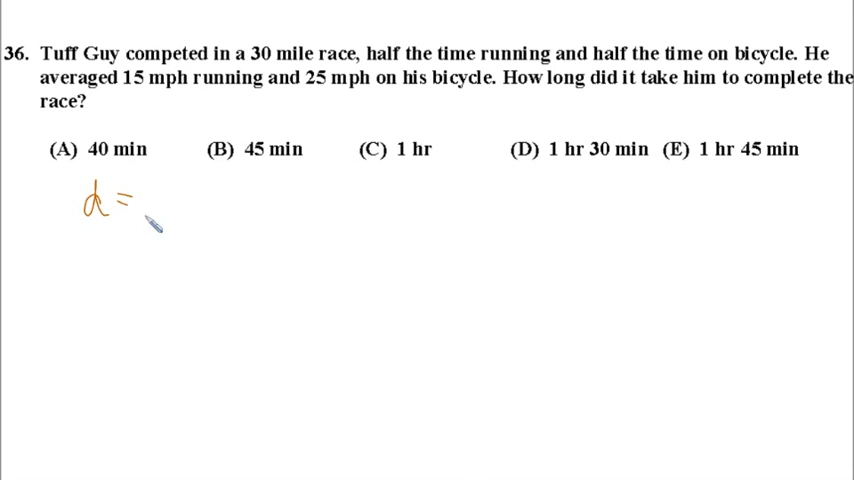 36. Tuff Guy competed in a 30 mile race, half the time running and half the time on bicycle. He
averaged 15 mph running and 25 mph on his bicycle. How long did it take him to complete the
race?
(A) 40 min (B) 45 min (C) 1 hr (D) 1 hr 30 min (E) 1 hr 45 min
d =